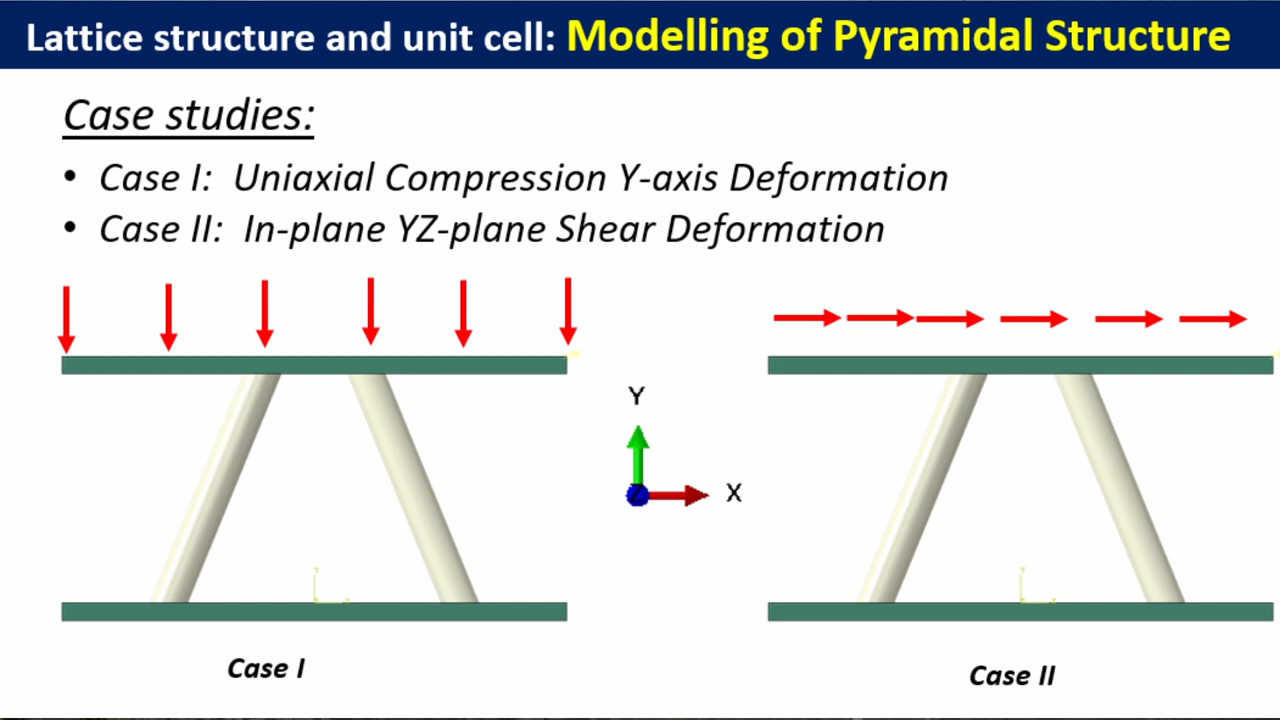 Lattice structure and unit cell: Modelling of Pyramidal Structure
Case studies:
• Case I: Uniaxial Compression Y-axis Deformation
• Case II: In-plane YZ-plane Shear Deformation
Y
Z
X
Case I
Case II